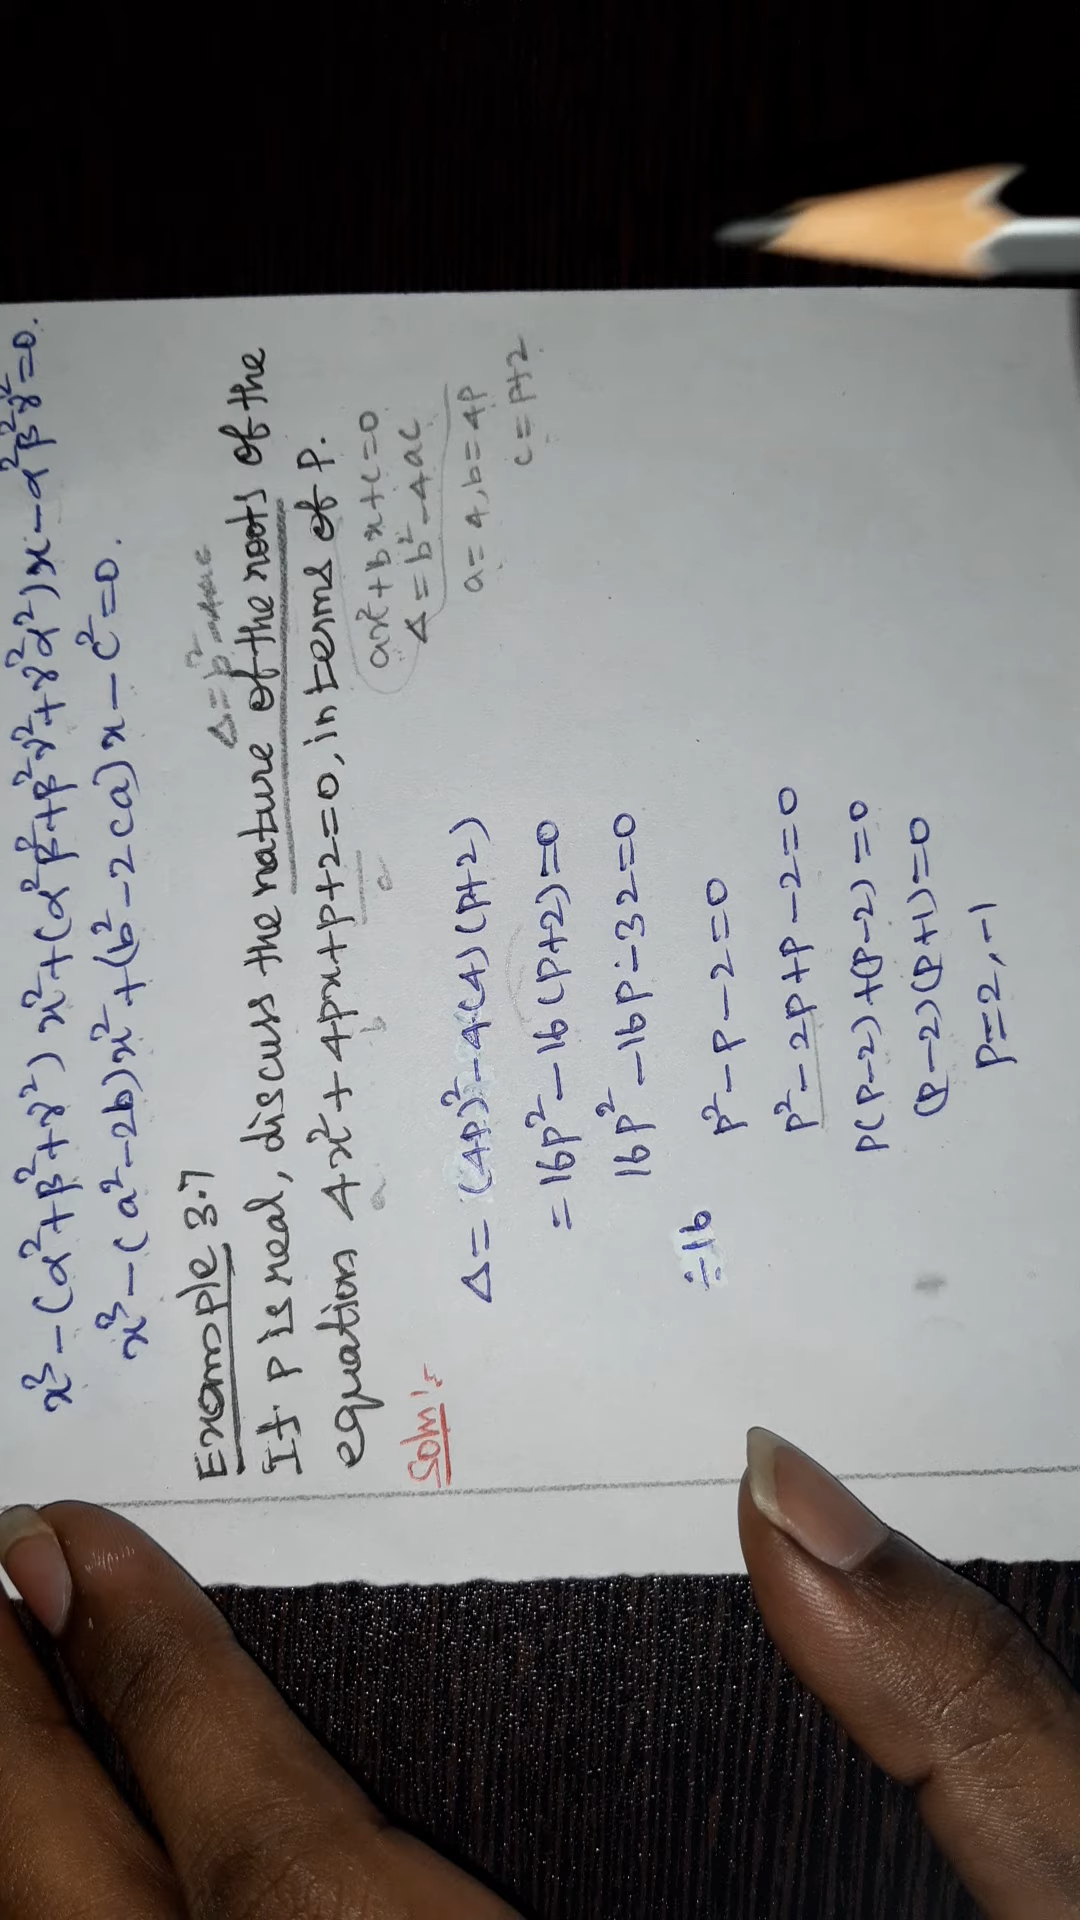 x³-(α²+β²+γ²)x²+(α²β²+β²γ²+γ²α²)x-α²β²γ²=0.
x³-(a²-2b)x²+(b²-2ca)x-c²=0.
Example 3.7
Δ=b²-4ac
If P is real, discuss the nature of the roots of the
equation 4x²+4px+p+2=0, in terms of P.
a b c
ax²+bx+c=0
Soln:
Δ=b²-4ac
Δ=(4P)²-4(4)(P+2)
a=4, b=4P
c=P+2
=16P²-16(P+2)=0
16P²-16P-32=0
÷16 P²-P-2=0
P²-2P+P-2=0
P(P-2)+(P-2)=0
(P-2)(P+1)=0
P=2,-1